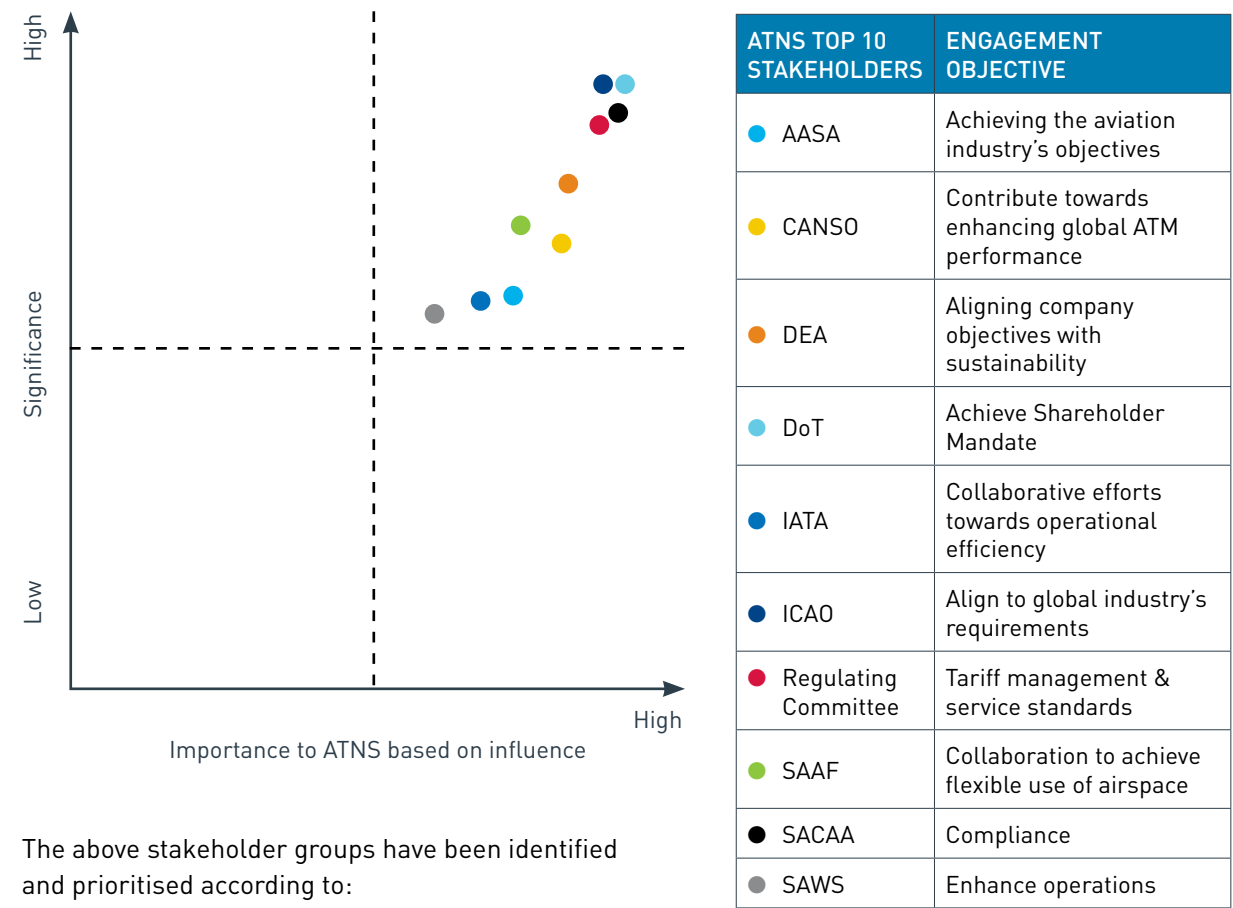 High
Significance
Low
High
Importance to ATNS based on influence
The above stakeholder groups have been identified
and prioritised according to:
ATNS TOP 10
STAKEHOLDERS
ENGAGEMENT
OBJECTIVE
AASA
Achieving the aviation
industry’s objectives
CANSO
Contribute towards
enhancing global ATM
performance
DEA
Aligning company
objectives with
sustainability
DoT
Achieve Shareholder
Mandate
IATA
Collaborative efforts
towards operational
efficiency
ICAO
Align to global industry’s
requirements
Regulating
Committee
Tariff management &
service standards
SAAF
Collaboration to achieve
flexible use of airspace
SACAA
Compliance
SAWS
Enhance operations